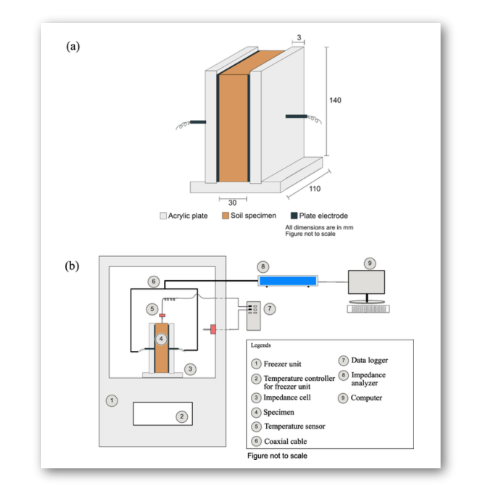 (a)
3
140
110
30
Acrylic plate
Soil specimen
Plate electrode
All dimensions are in mm
Figure not to scale
(b)
6
8
9
5
7
4
3
1
2
Legends
1 Freezer unit
2 Temperature controller
for freezer unit
3 Impedance cell
4 Specimen
5 Temperature sensor
6 Coaxial cable
7 Data logger
8 Impedance
analyzer
9 Computer
Figure not to scale